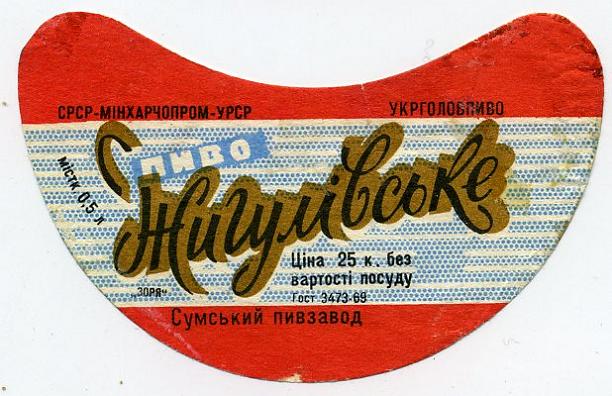 СРСР-МІНХАРЧОПРОМ-УРСР
УКРГОЛОВПИВО
ПИВО
містк 0,5 л
Жигулівське
Ціна 25 к. без
вартості посуду
Гост 3473-69
„ЗОРЯ“
Сумський пивзавод